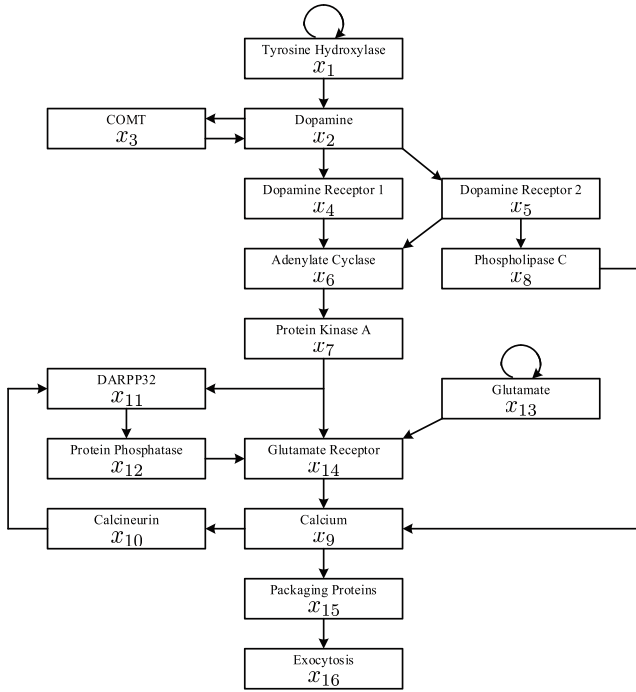 Tyrosine Hydroxylase
x1
COMT
x3
Dopamine
x2
Dopamine Receptor 1
x4
Dopamine Receptor 2
x5
Adenylate Cyclase
x6
Phospholipase C
x8
Protein Kinase A
x7
DARPP32
x11
Glutamate
x13
Protein Phosphatase
x12
Glutamate Receptor
x14
Calcineurin
x10
Calcium
x9
Packaging Proteins
x15
Exocytosis
x16